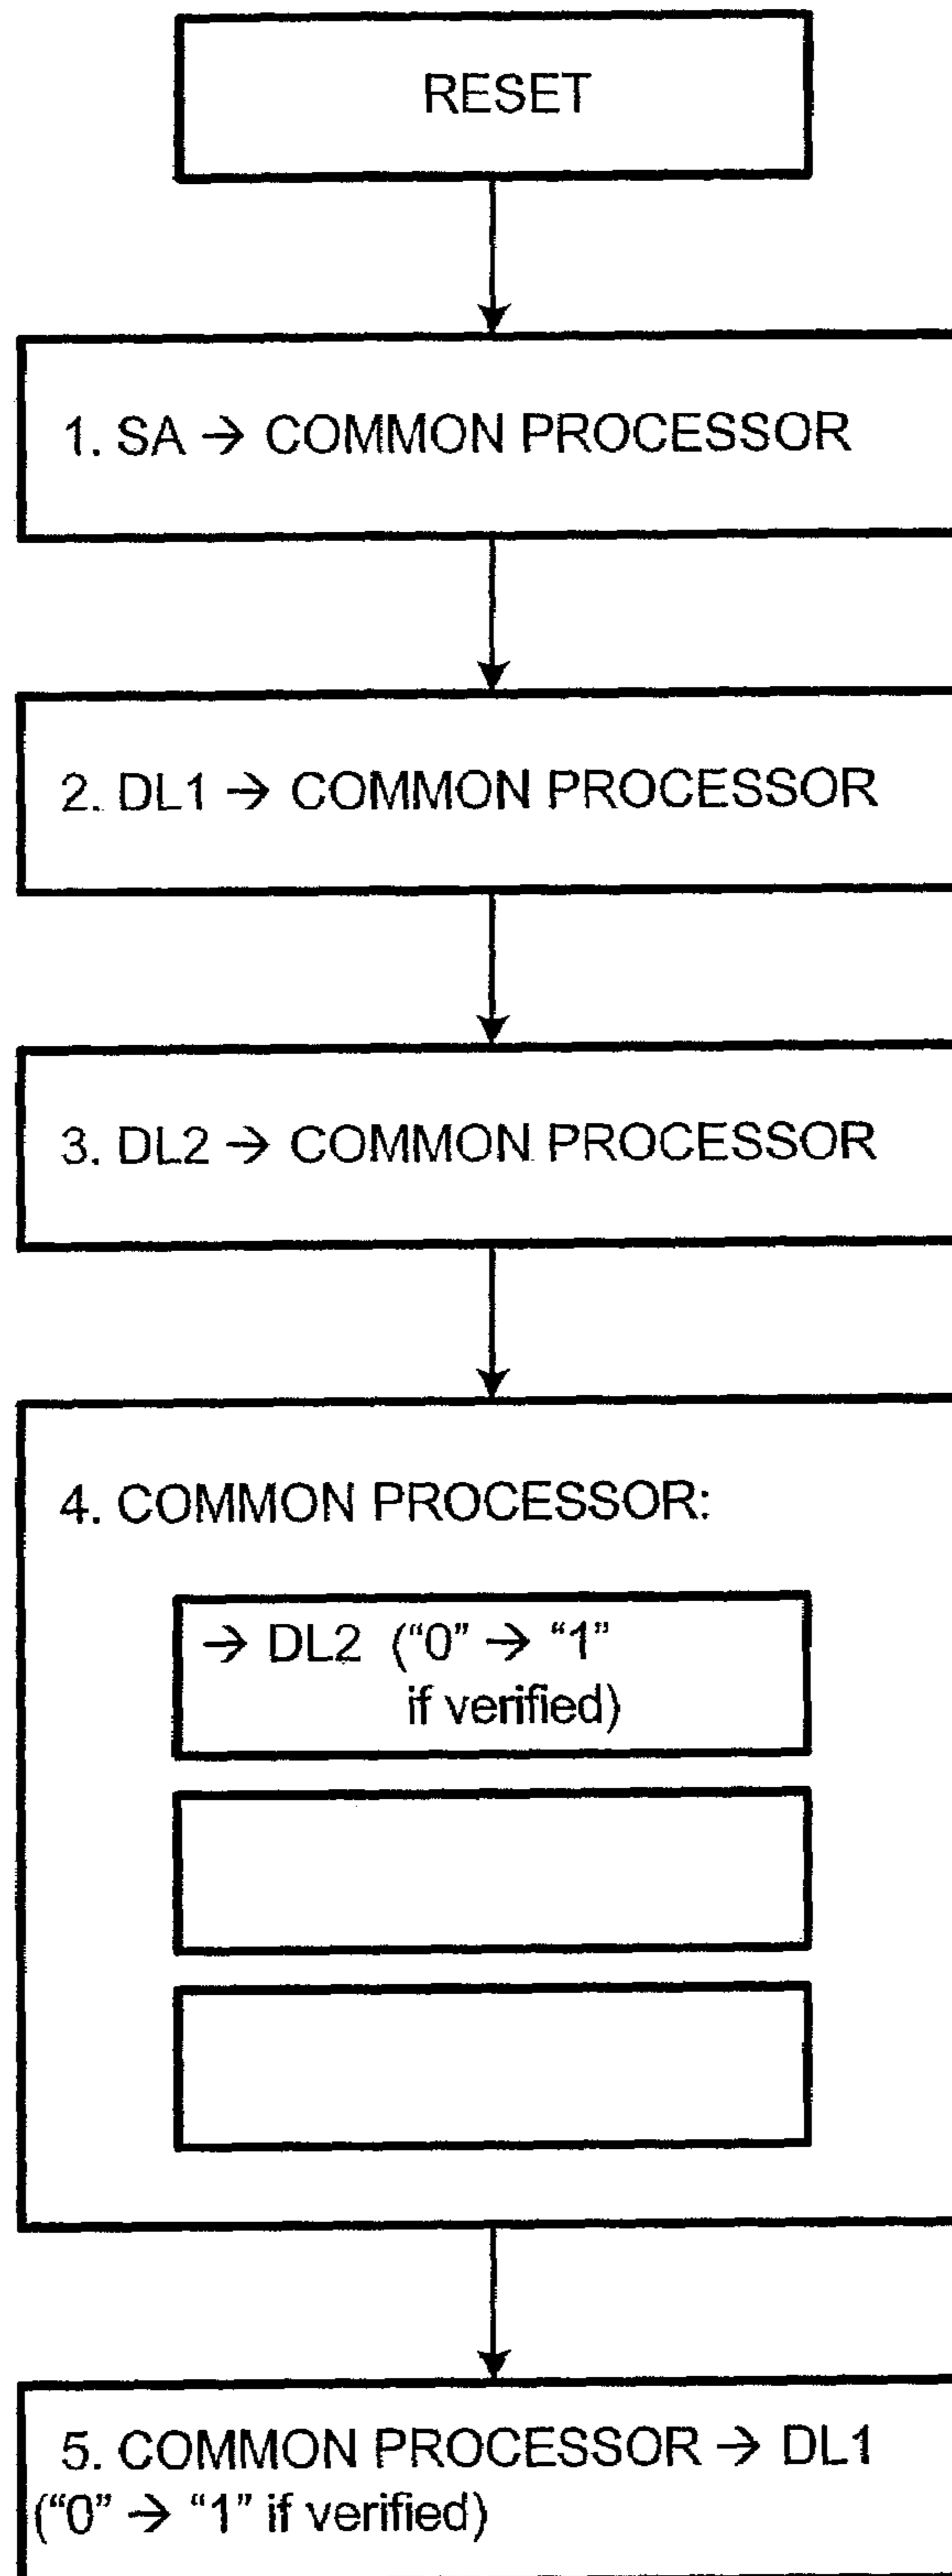 RESET
1. SA → COMMON PROCESSOR
2. DL1 → COMMON PROCESSOR
3. DL2 → COMMON PROCESSOR
4. COMMON PROCESSOR:
→ DL2 (“0” → “1”
if verified)
5. COMMON PROCESSOR → DL1
(“0” → “1” if verified)